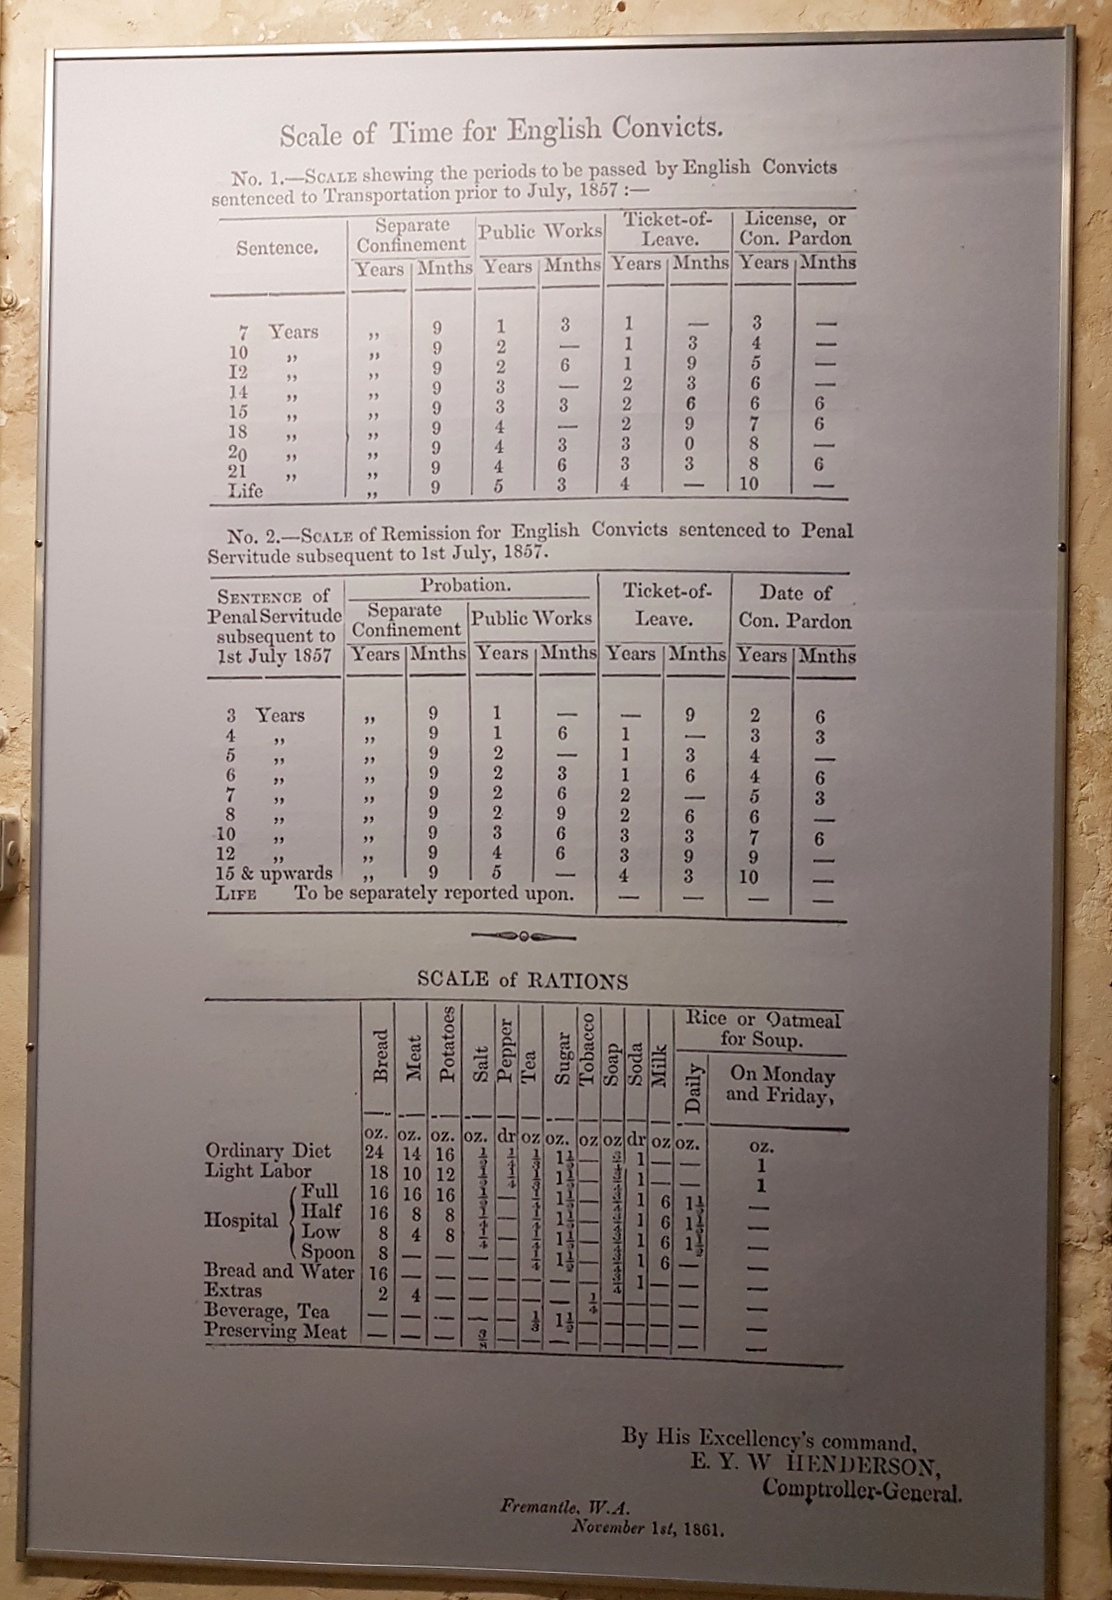 Scale of Time for English Convicts.
No. 1.—SCALE shewing the periods to be passed by English Convicts
sentenced to Transportation prior to July, 1857 :—
Sentence. Separate Confinement Public Works Ticket-of-Leave. License, or Con. Pardon
Years Mnths Years Mnths Years Mnths Years Mnths
7 Years ,, 9 1 3 1 — 3 —
10 ,, ,, 9 2 — 1 3 4 —
12 ,, ,, 9 2 6 1 9 5 —
14 ,, ,, 9 3 — 2 3 6 —
15 ,, ,, 9 3 3 2 6 6 6
18 ,, ,, 9 4 — 2 9 7 6
20 ,, ,, 9 4 3 3 0 8 —
21 ,, ,, 9 4 6 3 3 8 6
Life ,, 9 5 3 4 — 10 —
No. 2.—SCALE of Remission for English Convicts sentenced to Penal
Servitude subsequent to 1st July, 1857.
SENTENCE of Penal Servitude subsequent to 1st July 1857 Probation. Ticket-of-Leave. Date of Con. Pardon
Separate Confinement Public Works
Years Mnths Years Mnths Years Mnths Years Mnths
3 Years ,, 9 1 — — 9 2 6
4 ,, ,, 9 1 6 1 — 3 3
5 ,, ,, 9 2 — 1 3 4 —
6 ,, ,, 9 2 3 1 6 4 6
7 ,, ,, 9 2 6 2 — 5 3
8 ,, ,, 9 2 9 2 6 6 —
10 ,, ,, 9 3 6 3 3 7 6
12 ,, ,, 9 4 6 3 9 9 —
15 & upwards ,, 9 5 — 4 3 10 —
LIFE To be separately reported upon. — — — —
SCALE of RATIONS
Bread Meat Potatoes Salt Pepper Tea Sugar Tobacco Soap Soda Milk Rice or Oatmeal for Soup.
Daily On Monday and Friday,
oz. oz. oz. oz. dr oz oz. oz oz dr oz oz. oz.
Ordinary Diet 24 14 16 — 1 — — 1
Light Labor 18 10 12 — 1 — — 1
Hospital Full 16 16 16 — — 1 6 —
Half 16 8 8 — — 1 6 —
Low 8 4 8 — — 1 6 —
Spoon 8 — — — — — 1 6 — —
Bread and Water 16 — — — — — — — 1 — — —
Extras 2 4 — — — — — — — — — —
Beverage, Tea — — — — — — — — — — —
Preserving Meat — — — — — — — — — — — —
By His Excellency's command,
E. Y. W HENDERSON,
Comptroller-General.
Fremantle, W.A.
November 1st, 1861.